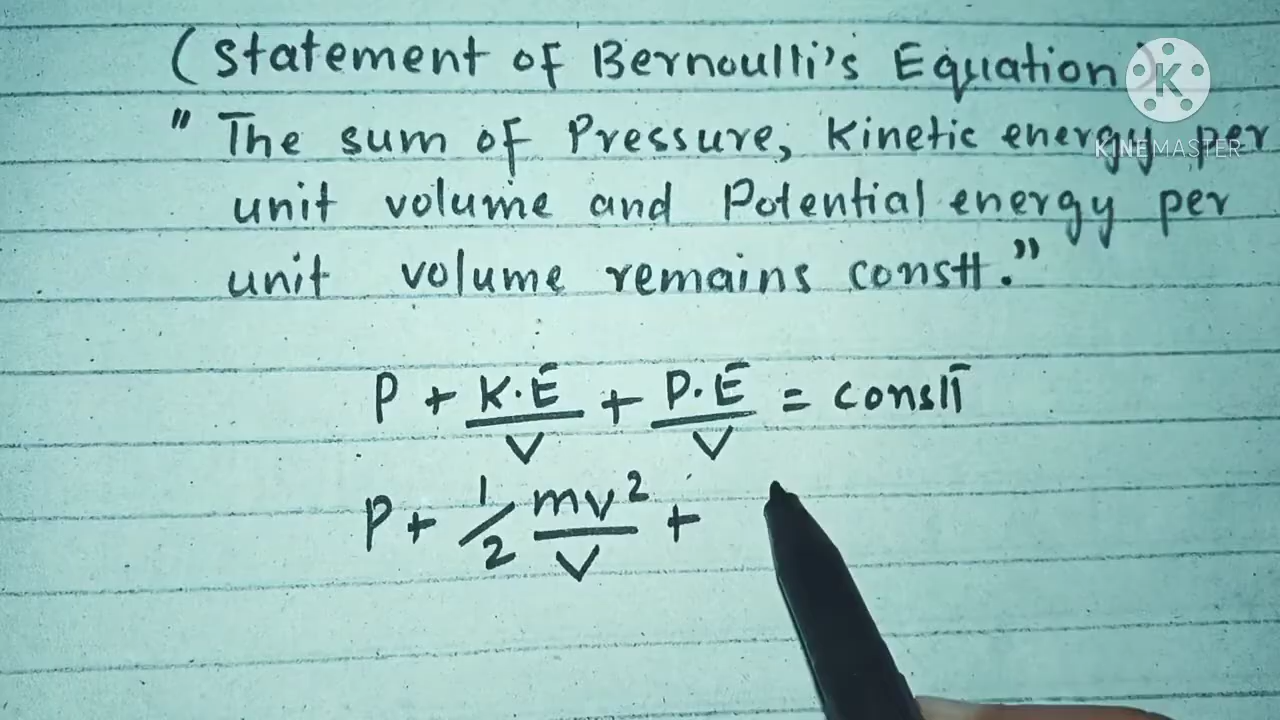 (Statement of Bernoulli's Equation)
K
" The sum of Pressure, Kinetic energy per
KINEMASTER
unit volume and Potential energy per
unit volume remains constt."
P + K.E/V + P.E/V = constt
P + 1/2 mv²/V +